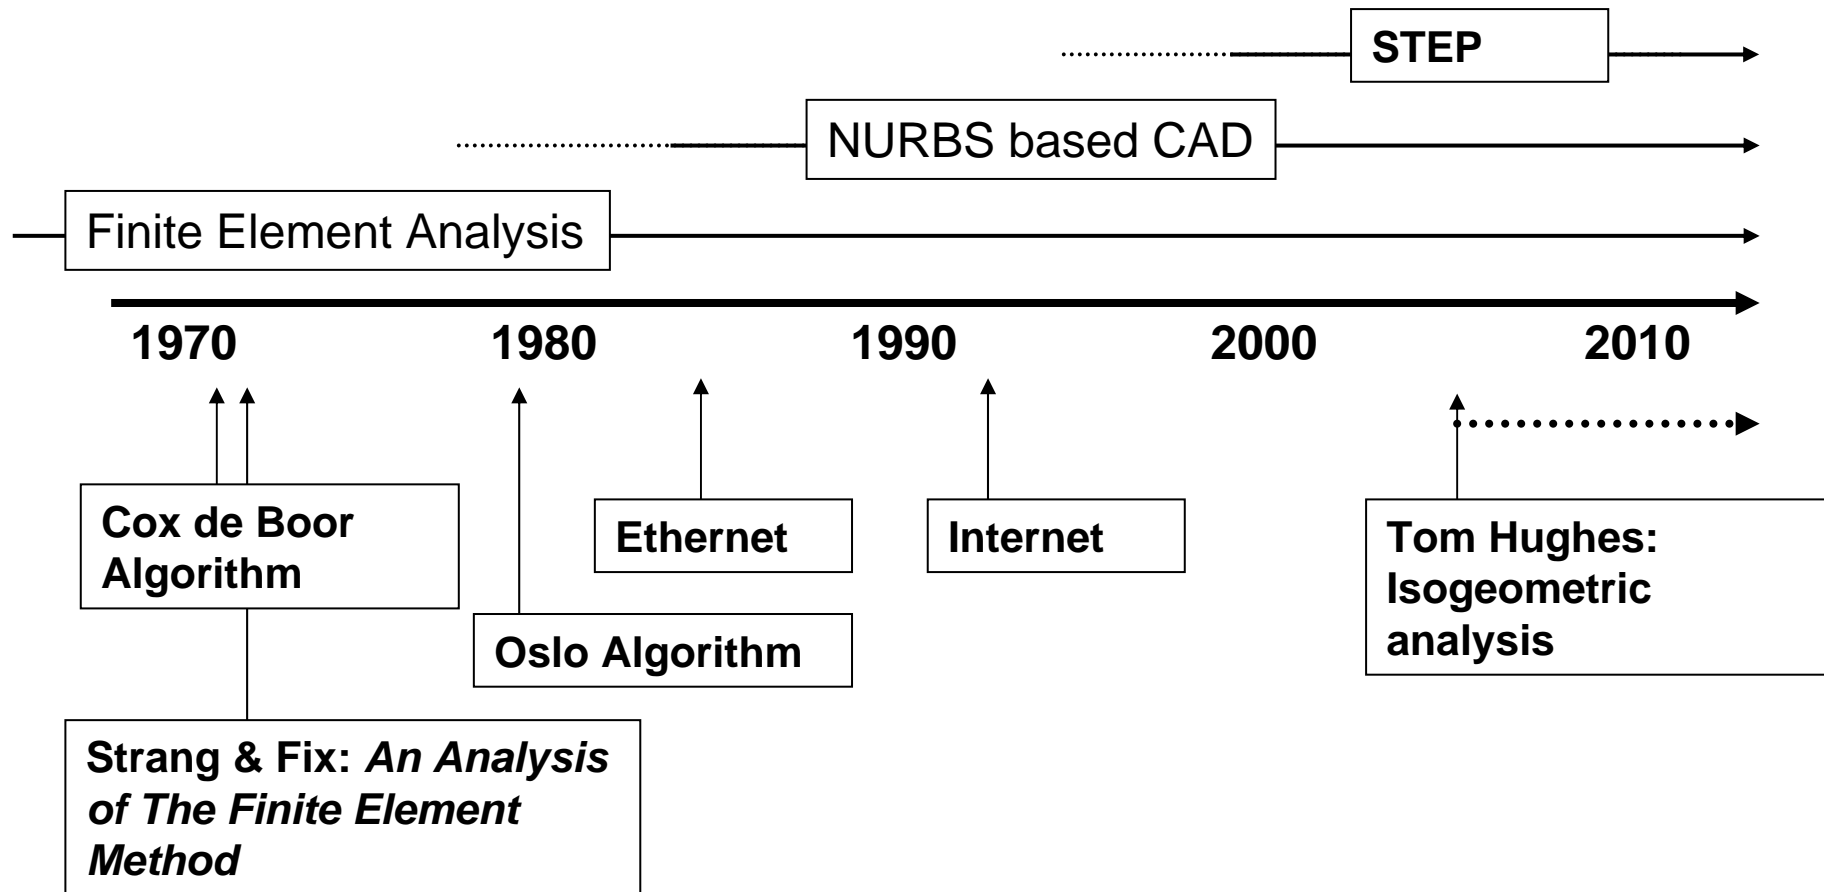 STEP
NURBS based CAD
Finite Element Analysis
1970 1980 1990 2000 2010
Cox de Boor
Algorithm
Ethernet
Internet
Tom Hughes:
Isogeometric
analysis
Oslo Algorithm
Strang & Fix: An Analysis
of The Finite Element
Method